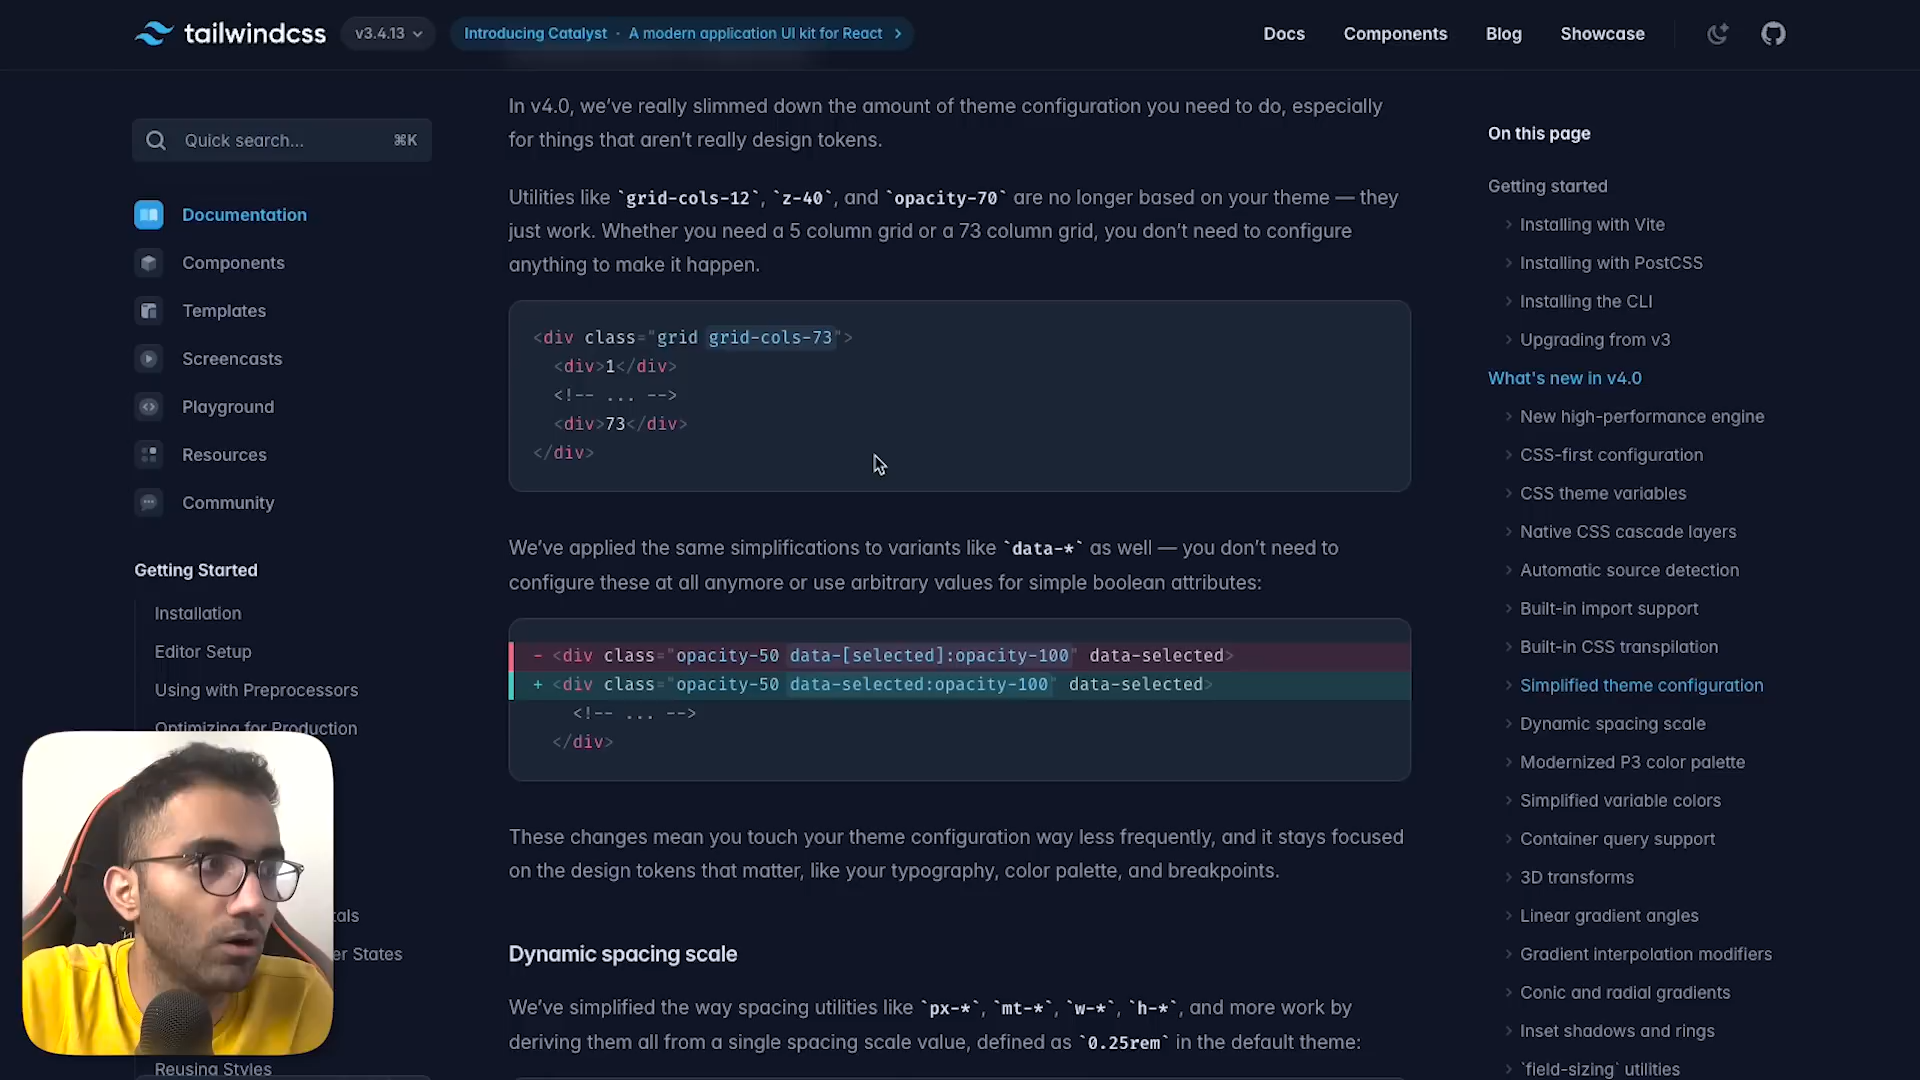 tailwindcss
v3.4.13
Introducing Catalyst · A modern application UI kit for React
Docs
Components
Blog
Showcase
Quick search...
⌘K
Documentation
Components
Templates
Screencasts
Playground
Resources
Community
Getting Started
Installation
Editor Setup
Using with Preprocessors
Optimizing for Production
tals
er States
Reusing Styles
In v4.0, we’ve really slimmed down the amount of theme configuration you need to do, especially
for things that aren’t really design tokens.
Utilities like `grid-cols-12`, `z-40`, and `opacity-70` are no longer based on your theme — they
just work. Whether you need a 5 column grid or a 73 column grid, you don’t need to configure
anything to make it happen.
<div class="grid grid-cols-73">
<div>1</div>
<!-- ... -->
<div>73</div>
</div>
We’ve applied the same simplifications to variants like `data-*` as well — you don’t need to
configure these at all anymore or use arbitrary values for simple boolean attributes:
- <div class="opacity-50 data-[selected]:opacity-100" data-selected>
+ <div class="opacity-50 data-selected:opacity-100" data-selected>
<!-- ... -->
</div>
These changes mean you touch your theme configuration way less frequently, and it stays focused
on the design tokens that matter, like your typography, color palette, and breakpoints.
Dynamic spacing scale
We’ve simplified the way spacing utilities like `px-*`, `mt-*`, `w-*`, `h-*`, and more work by
deriving them all from a single spacing scale value, defined as `0.25rem` in the default theme:
On this page
Getting started
Installing with Vite
Installing with PostCSS
Installing the CLI
Upgrading from v3
What's new in v4.0
New high-performance engine
CSS-first configuration
CSS theme variables
Native CSS cascade layers
Automatic source detection
Built-in import support
Built-in CSS transpilation
Simplified theme configuration
Dynamic spacing scale
Modernized P3 color palette
Simplified variable colors
Container query support
3D transforms
Linear gradient angles
Gradient interpolation modifiers
Conic and radial gradients
Inset shadows and rings
`field-sizing` utilities